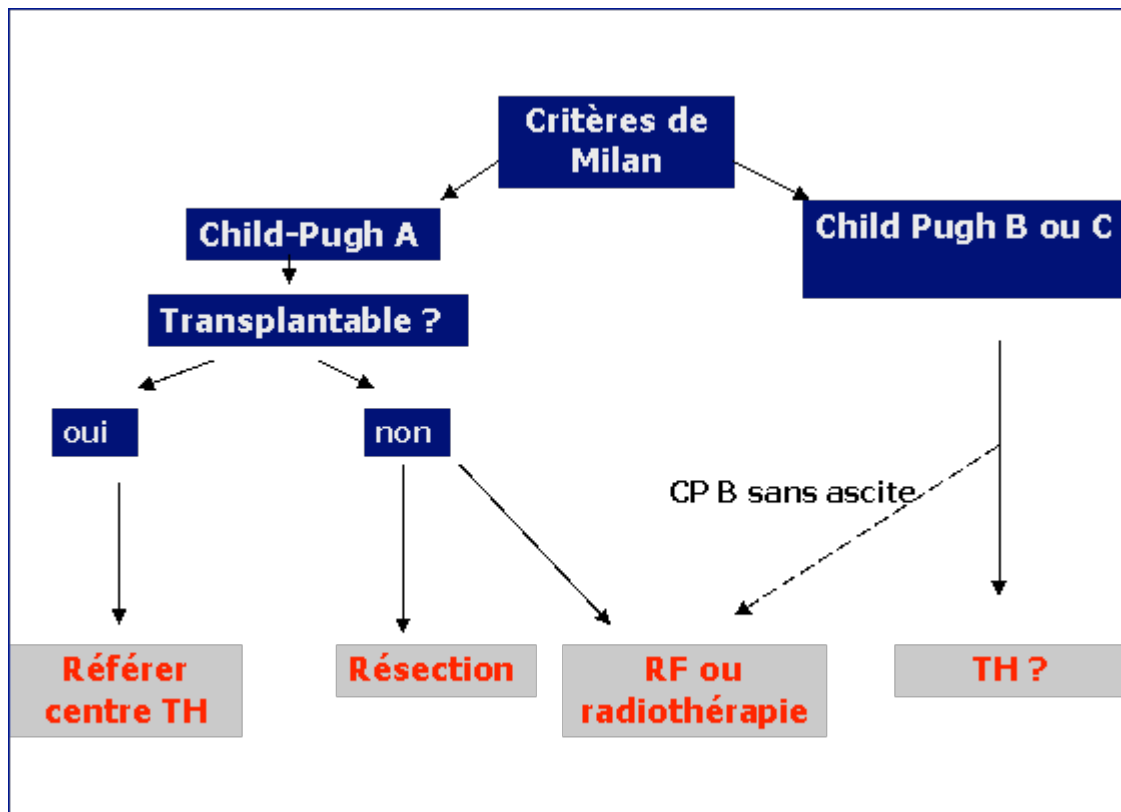 Critères de
Milan
Child-Pugh A
Child Pugh B ou C
Transplantable ?
oui
non
CP B sans ascite
Référer
centre TH
Résection
RF ou
radiothérapie
TH ?